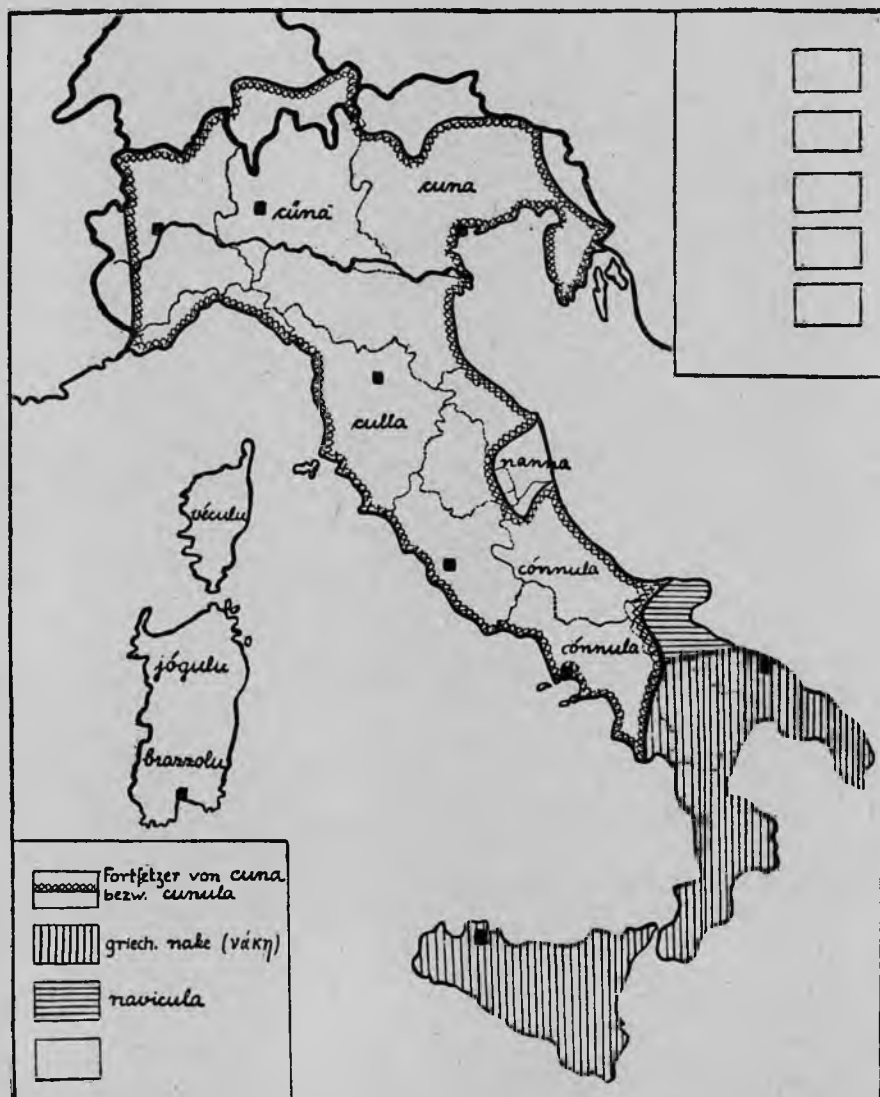 cuna
cūna
culla
nanna
véculu
cónnula
cónnula
jógulu
brazzolu
Fortsetzer von cuna
bezw. cunula
griech. nake (νάκη)
navicula